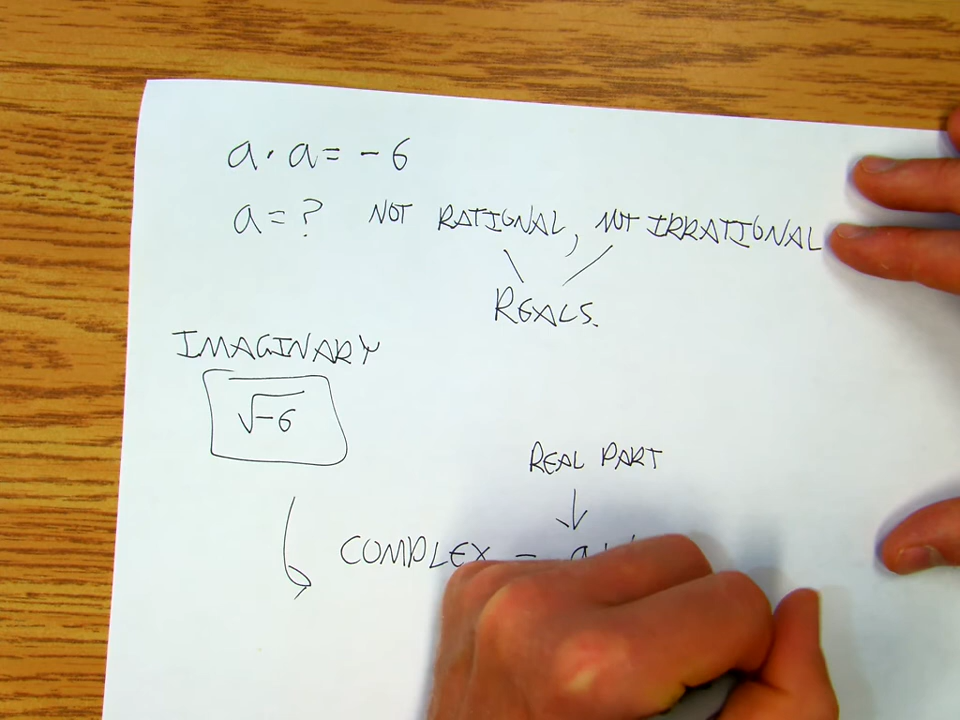 a · a = -6
a = ? NOT RATIONAL, NOT IRRATIONAL
REALS.
IMAGINARY
√-6
REAL PART
COMPLEX = a